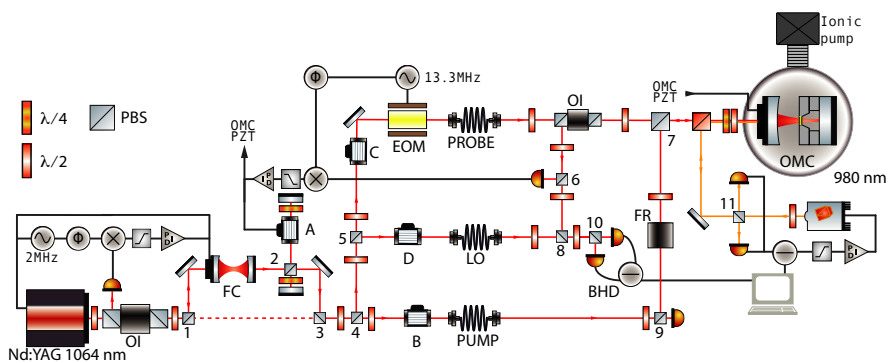 Ionic
pump
13.3MHz
Φ
λ/4
PBS
λ/2
OMC
PZT
OI
OMC
PZT
7
EOM
PROBE
C
OMC
980 nm
P I D
6
A
11
2MHz
Φ
P I D
5
D
LO
8
10
FR
P I D
2
FC
BHD
OI
1
3
4
B
PUMP
9
Nd:YAG 1064 nm